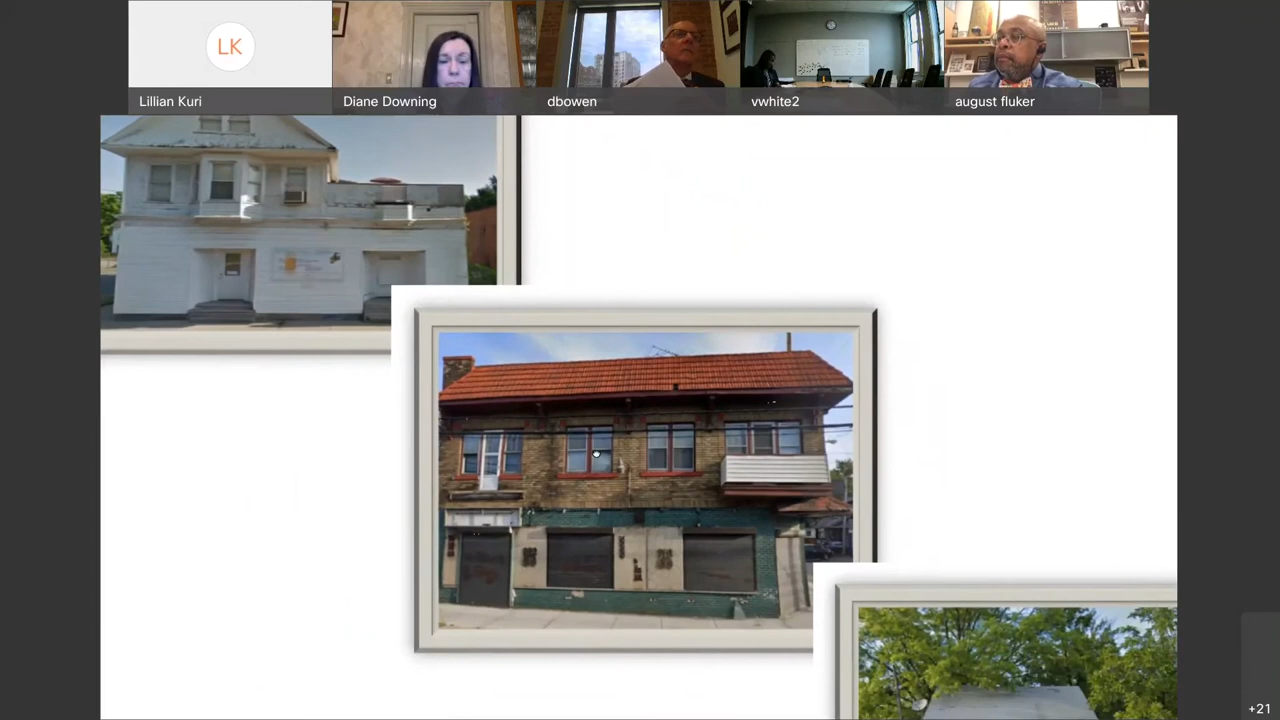 LK
Lillian Kuri
Diane Downing
dbowen
vwhite2
august fluker
+21